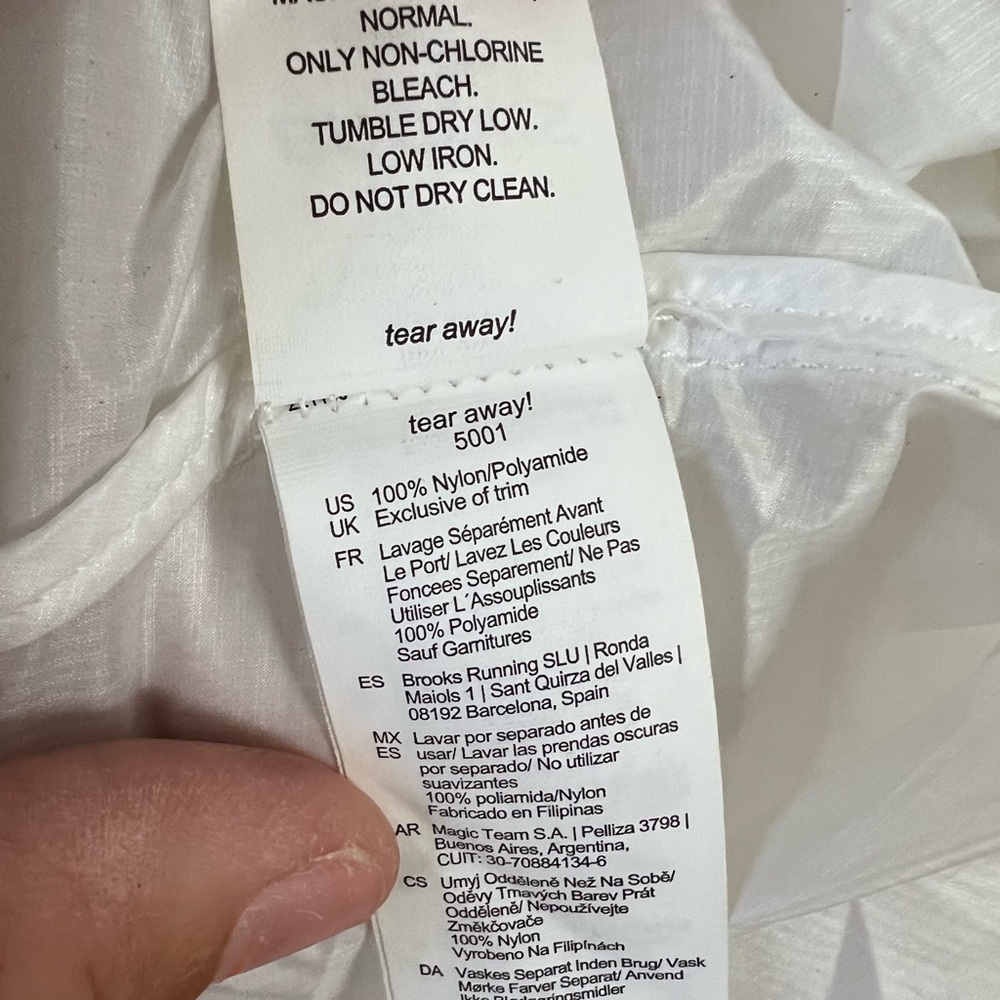 NORMAL.
ONLY NON-CHLORINE
BLEACH.
TUMBLE DRY LOW.
LOW IRON.
DO NOT DRY CLEAN.
tear away!
tear away!
5001
US 100% Nylon/Polyamide
UK Exclusive of trim
FR Lavage Séparément Avant
Le Port/ Lavez Les Couleurs
Foncees Separement/ Ne Pas
Utiliser L´Assouplissants
100% Polyamide
Sauf Garnitures
ES Brooks Running SLU | Ronda
Maiols 1 | Sant Quirza del Valles |
08192 Barcelona, Spain
MX Lavar por separado antes de
ES usar/ Lavar las prendas oscuras
por separado/ No utilizar
suavizantes
100% poliamida/Nylon
Fabricado en Filipinas
AR Magic Team S.A. | Pelliza 3798 |
Buenos Aires, Argentina,
CUIT: 30-70884134-6
CS Umyj Odděleně Než Na Sobě/
Oděvy Tmavých Barev Prát
Odděleně/ Nepoužívejte
Změkčovače
100% Nylon
Vyrobeno Na Filipínách
DA Vaskes Separat Inden Brug/ Vask
Mørke Farver Separat/ Anvend
Ikke